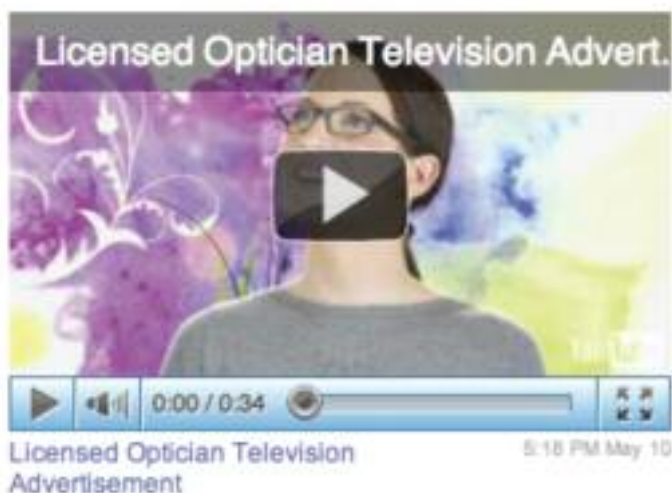 Licensed Optician Television Advert.
0:00 / 0:34
Licensed Optician Television
5:18 PM May 10
Advertisement